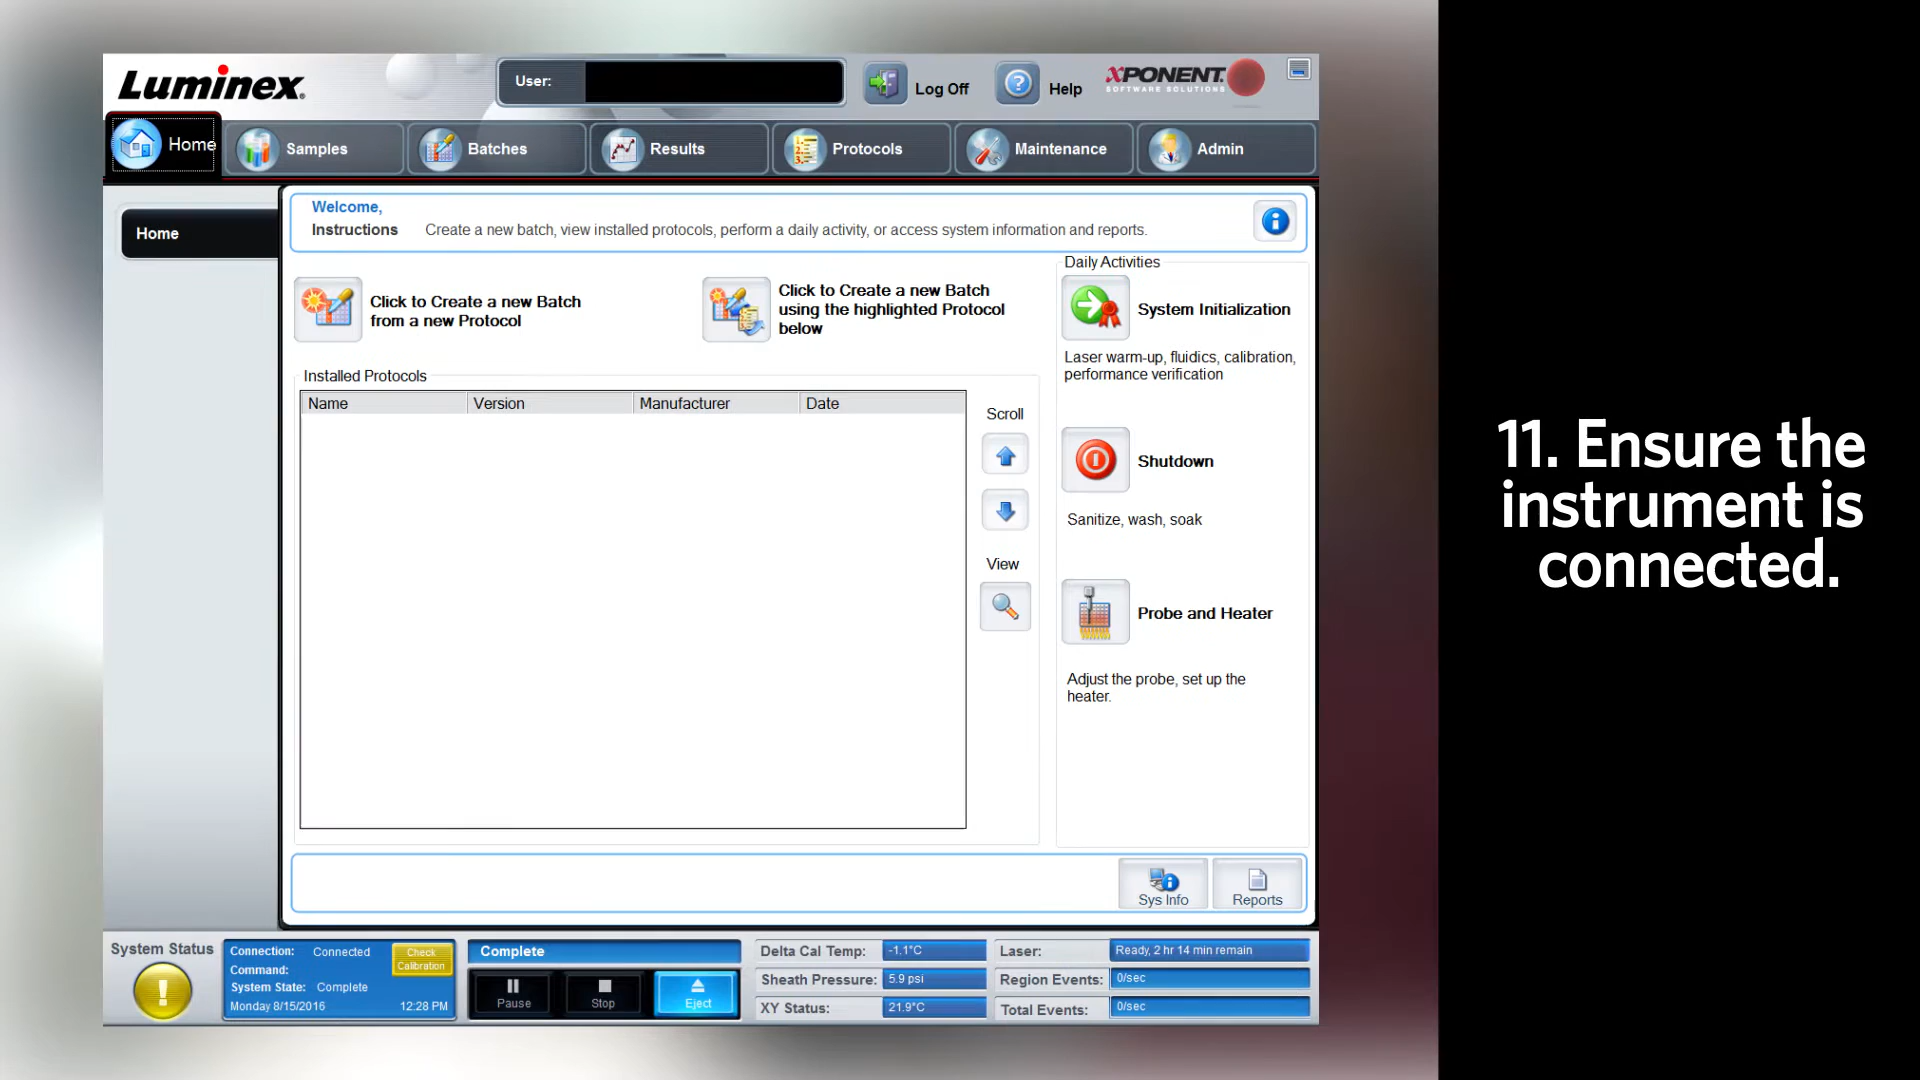 Luminex®
User:
Log Off
Help
XPONENT.
SOFTWARE SOLUTIONS
Home
Samples
Batches
Results
Protocols
Maintenance
Admin
Home
Welcome,
Instructions
Create a new batch, view installed protocols, perform a daily activity, or access system information and reports.
Click to Create a new Batch
from a new Protocol
Click to Create a new Batch
using the highlighted Protocol
below
Installed Protocols
Name Version Manufacturer Date
Scroll
View
Daily Activities
System Initialization
Laser warm-up, fluidics, calibration,
performance verification
Shutdown
Sanitize, wash, soak
Probe and Heater
Adjust the probe, set up the
heater.
Sys Info
Reports
System Status
Connection: Connected
Command:
System State: Complete
Monday 8/15/2016 12:28 PM
Check
Calibration
Complete
Pause
Stop
Eject
Delta Cal Temp: -1.1°C
Sheath Pressure: 5.9 psi
XY Status: 21.9°C
Laser: Ready, 2 hr 14 min remain
Region Events: 0/sec
Total Events: 0/sec
11. Ensure the
instrument is
connected.